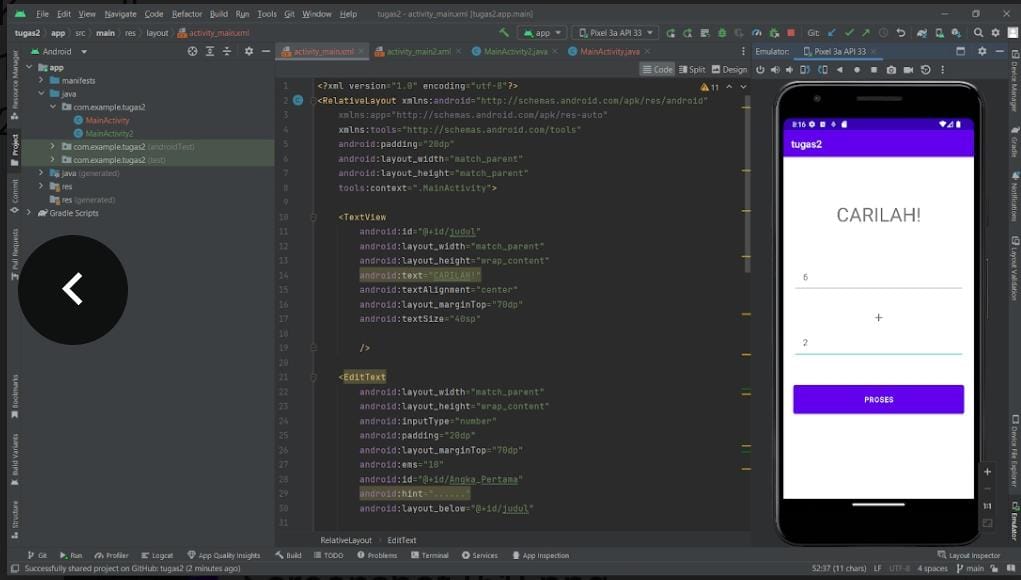 File Edit View Navigate Code Refactor Build Run Tools Git Window Help tugas2 - activity_main.xml [tugas2.app.main]
tugas2 app src main res layout activity_main.xml
app Pixel 3a API 33 Git:
Android
activity_main.xml activity_main2.xml MainActivity2.java MainActivity.java
Emulator: Pixel 3a API 33
Code Split Design
Resource Manager
Project
Commit
Pull Requests
Bookmarks
Build Variants
Structure
app
manifests
java
com.example.tugas2
MainActivity
MainActivity2
com.example.tugas2 (androidTest)
com.example.tugas2 (test)
java (generated)
res
res (generated)
Gradle Scripts
11
1 <?xml version="1.0" encoding="utf-8"?>
2 <RelativeLayout xmlns:android="http://schemas.android.com/apk/res/android"
3 xmlns:app="http://schemas.android.com/apk/res-auto"
4 xmlns:tools="http://schemas.android.com/tools"
5 android:padding="20dp"
6 android:layout_width="match_parent"
7 android:layout_height="match_parent"
8 tools:context=".MainActivity">
9
10 <TextView
11 android:id="@+id/judul"
12 android:layout_width="match_parent"
13 android:layout_height="wrap_content"
14 android:text="CARILAH!"
15 android:textAlignment="center"
16 android:layout_marginTop="70dp"
17 android:textSize="40sp"
18
19 />
20
21 <EditText
22 android:layout_width="match_parent"
23 android:layout_height="wrap_content"
24 android:inputType="number"
25 android:padding="20dp"
26 android:layout_marginTop="70dp"
27 android:ems="10"
28 android:id="@+id/Angka_Pertama"
29 android:hint="......"
30 android:layout_below="@+id/judul"
31
RelativeLayout EditText
8:16
tugas2
CARILAH!
6
+
2
PROSES
1:1
Device Manager
Gradle
Notifications
Layout Validation
Device File Explorer
Emulator
Git Run Profiler Logcat App Quality Insights Build TODO Problems Terminal Services App Inspection Layout Inspector
Successfully shared project on GitHub: tugas2 (2 minutes ago) 52:37 (11 chars) LF UTF-8 4 spaces main